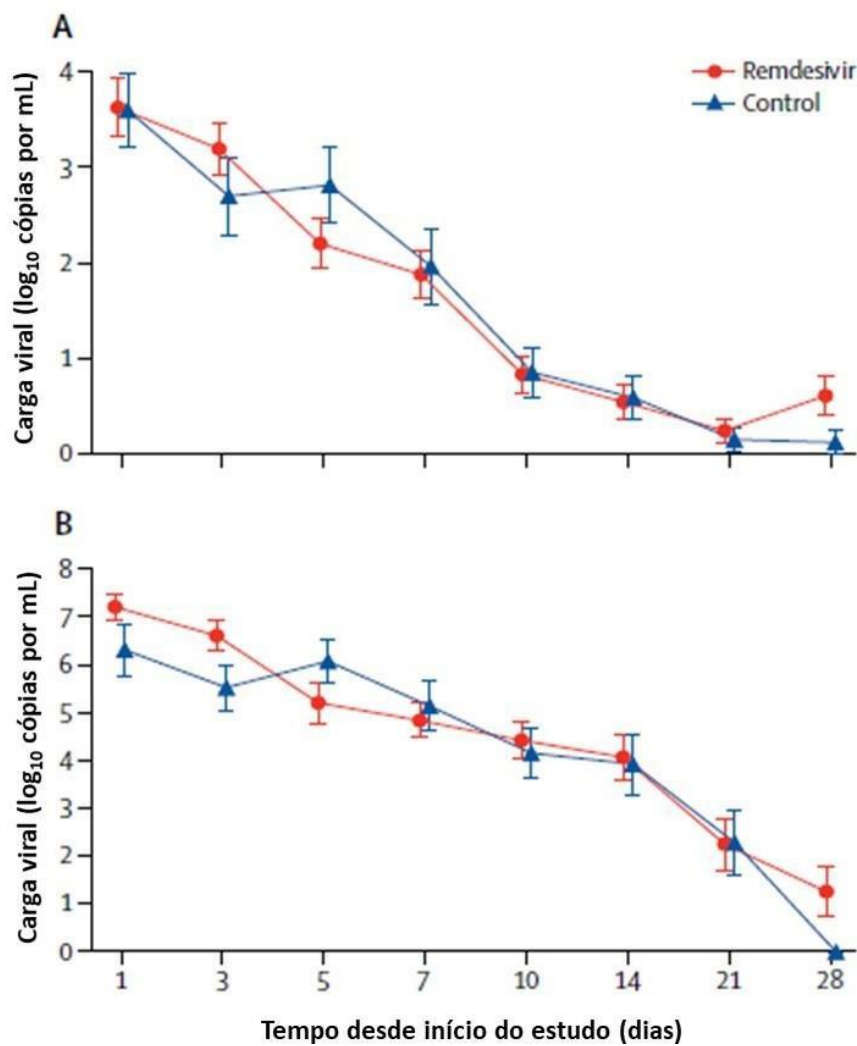 A
Remdesivir
Control
Carga viral (log₁₀ cópias por mL)
4
3
2
1
0
B
Carga viral (log₁₀ cópias por mL)
8
7
6
5
4
3
2
1
0
1 3 5 7 10 14 21 28
Tempo desde início do estudo (dias)